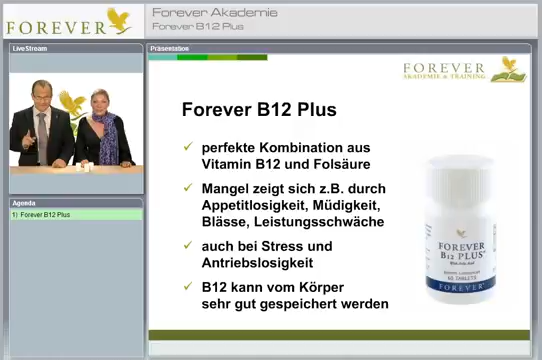 FOREVER
Forever Akademie
Forever B12 Plus
LiveStream
Präsentation
FOREVER
AKADEMIE & TRAINING
Forever B12 Plus
perfekte Kombination aus
Vitamin B12 und Folsäure
Mangel zeigt sich z.B. durch
Appetitlosigkeit, Müdigkeit,
Blässe, Leistungsschwäche
auch bei Stress und
Antriebslosigkeit
B12 kann vom Körper
sehr gut gespeichert werden
Agenda
1) Forever B12 Plus
FOREVER
B12 PLUS
60 TABLETS
FOREVER